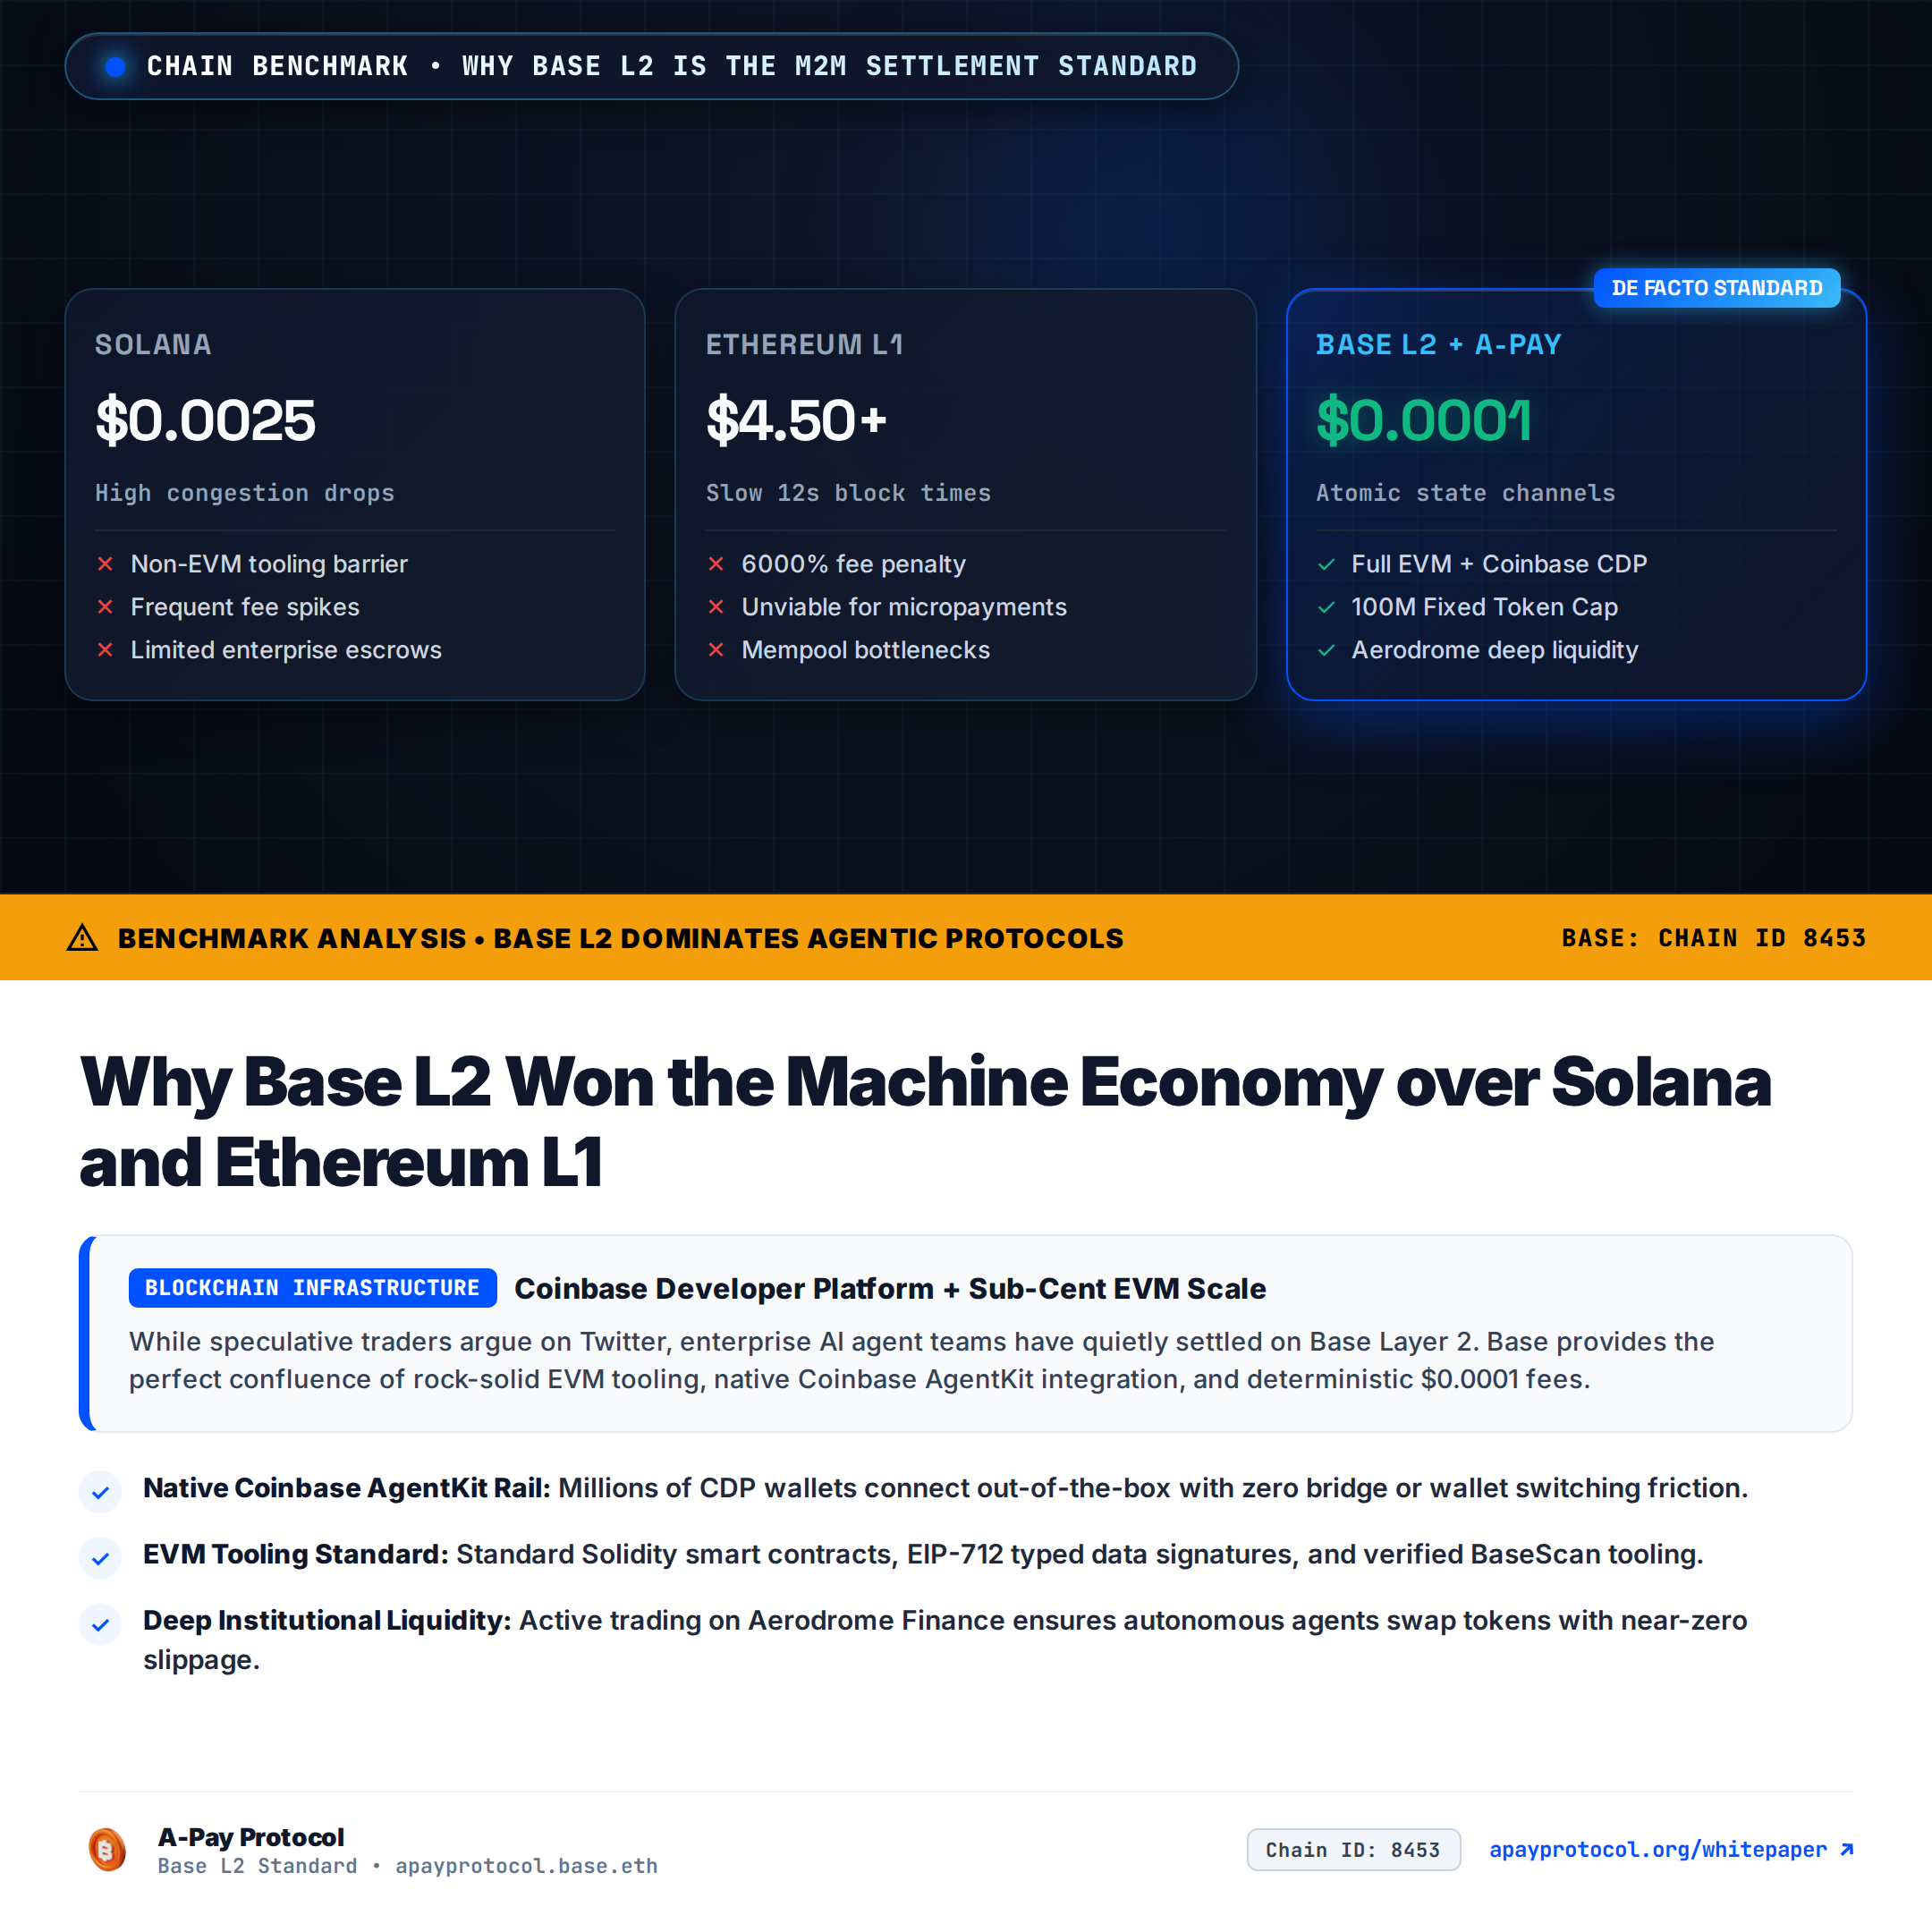 CHAIN BENCHMARK • WHY BASE L2 IS THE M2M SETTLEMENT STANDARD
SOLANA
$0.0025
High congestion drops
✕ Non-EVM tooling barrier
✕ Frequent fee spikes
✕ Limited enterprise escrows
ETHEREUM L1
$4.50+
Slow 12s block times
✕ 6000% fee penalty
✕ Unviable for micropayments
✕ Mempool bottlenecks
DE FACTO STANDARD
BASE L2 + A-PAY
$0.0001
Atomic state channels
✓ Full EVM + Coinbase CDP
✓ 100M Fixed Token Cap
✓ Aerodrome deep liquidity
BENCHMARK ANALYSIS • BASE L2 DOMINATES AGENTIC PROTOCOLS
BASE: CHAIN ID 8453
Why Base L2 Won the Machine Economy over Solana
and Ethereum L1
BLOCKCHAIN INFRASTRUCTURE Coinbase Developer Platform + Sub-Cent EVM Scale
While speculative traders argue on Twitter, enterprise AI agent teams have quietly settled on Base Layer 2. Base provides the
perfect confluence of rock-solid EVM tooling, native Coinbase AgentKit integration, and deterministic $0.0001 fees.
✓ Native Coinbase AgentKit Rail: Millions of CDP wallets connect out-of-the-box with zero bridge or wallet switching friction.
✓ EVM Tooling Standard: Standard Solidity smart contracts, EIP-712 typed data signatures, and verified BaseScan tooling.
✓ Deep Institutional Liquidity: Active trading on Aerodrome Finance ensures autonomous agents swap tokens with near-zero
slippage.
A-Pay Protocol
Base L2 Standard • apayprotocol.base.eth
Chain ID: 8453
apayprotocol.org/whitepaper ↗